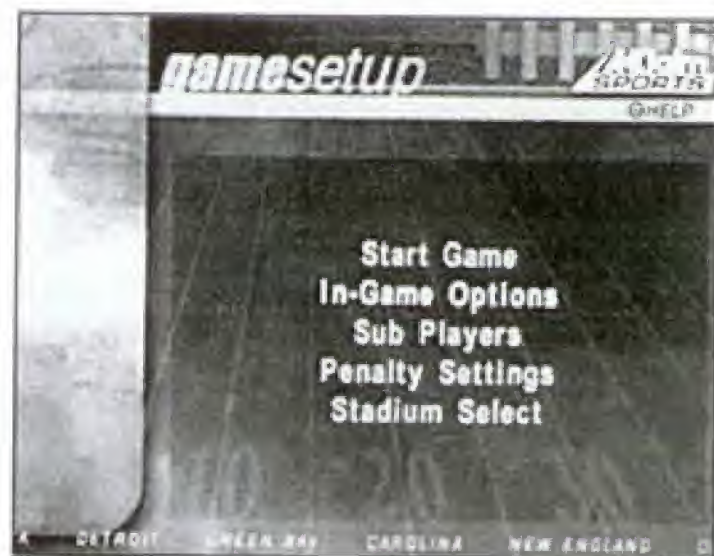 gamesetup
SPORTS
HELP
Start Game
In-Game Options
Sub Players
Penalty Settings
Stadium Select
DETROIT GREEN BAY CAROLINA NEW ENGLAND